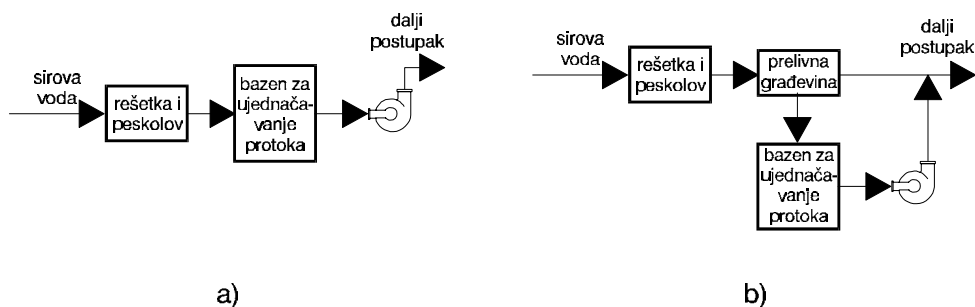 sirova
voda
rešetka i
peskolov
bazen za
ujednača-
vanje
protoka
dalji
postupak
a)
sirova
voda
rešetka i
peskolov
prelivna
građevina
dalji
postupak
bazen za
ujednača-
vanje
protoka
b)